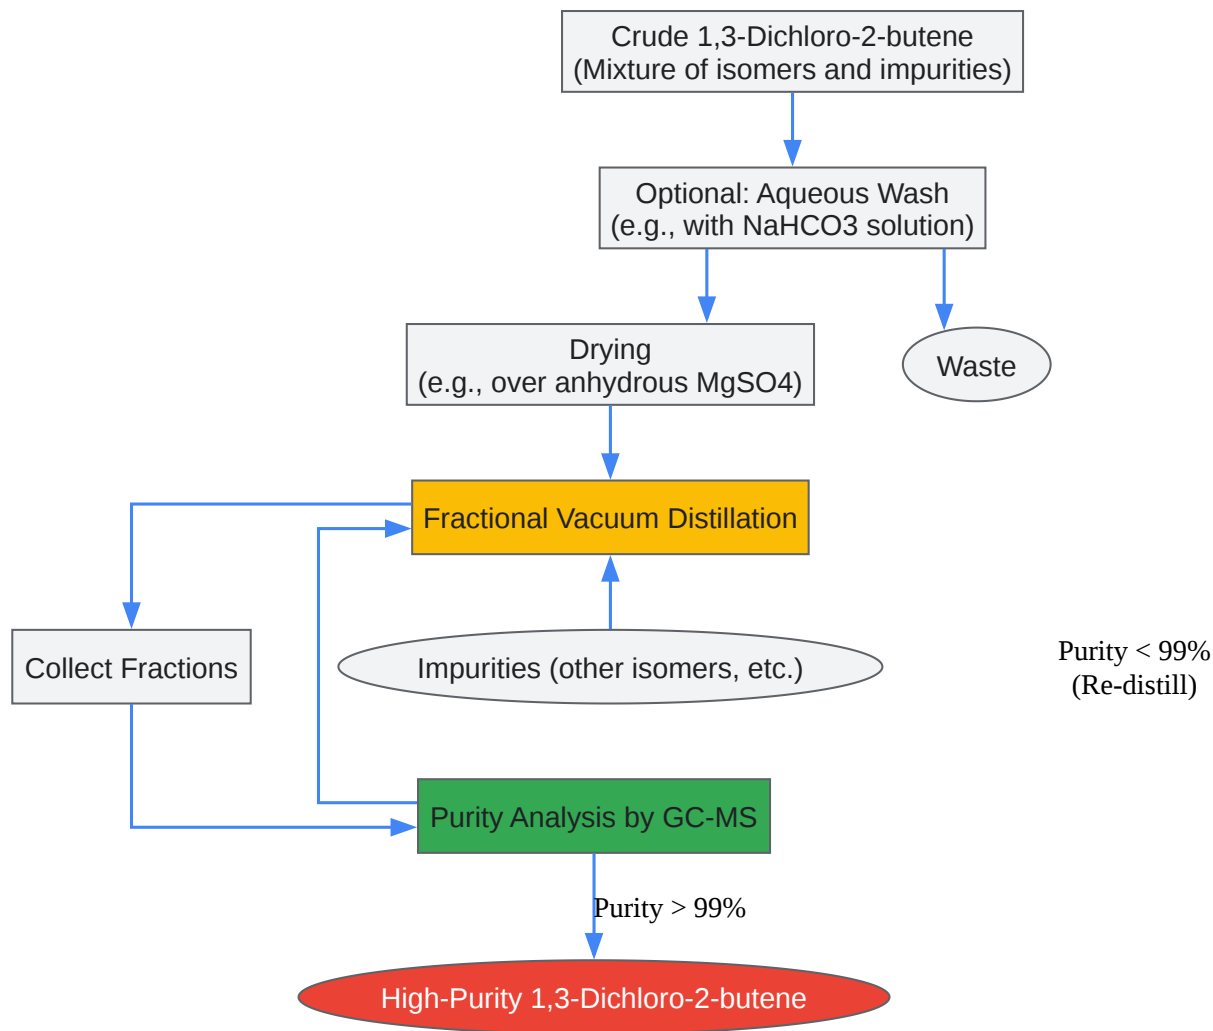 Crude 1,3-Dichloro-2-butene
(Mixture of isomers and impurities)
Optional: Aqueous Wash
(e.g., with NaHCO3 solution)
Drying
(e.g., over anhydrous MgSO4)
Waste
Fractional Vacuum Distillation
Collect Fractions
Impurities (other isomers, etc.)
Purity < 99%
(Re-distill)
Purity Analysis by GC-MS
Purity > 99%
High-Purity 1,3-Dichloro-2-butene